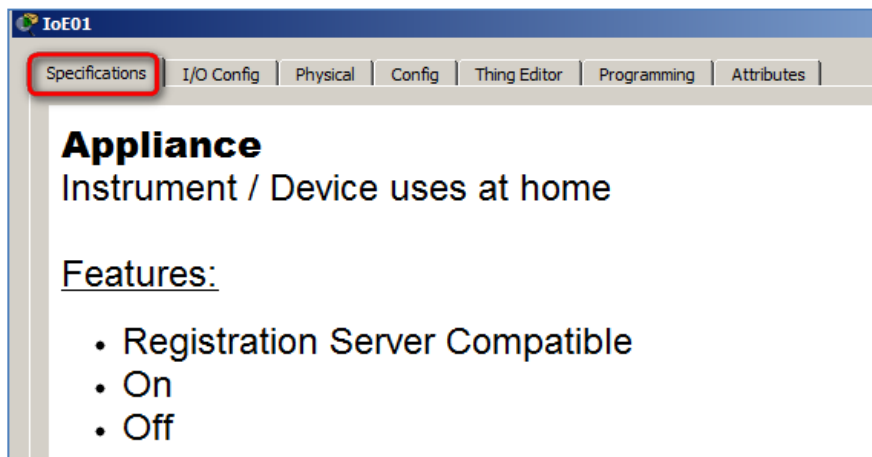 IoE01
Specifications I/O Config Physical Config Thing Editor Programming Attributes
Appliance
Instrument / Device uses at home
Features:
• Registration Server Compatible
• On
• Off